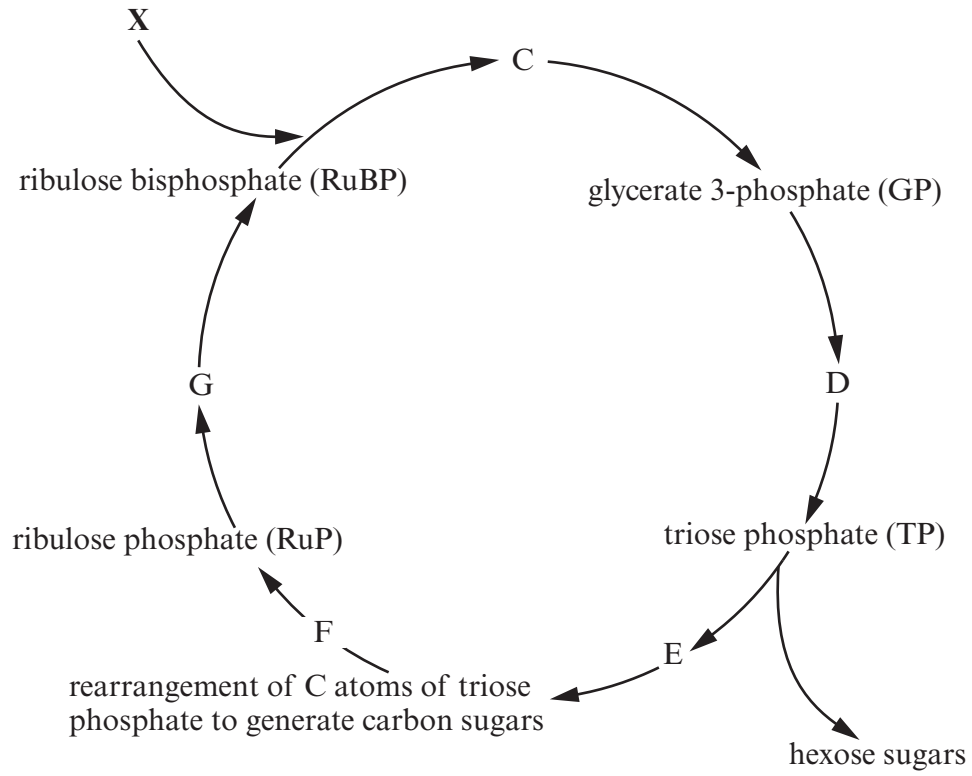 X
C
ribulose bisphosphate (RuBP)
glycerate 3-phosphate (GP)
G
D
ribulose phosphate (RuP)
triose phosphate (TP)
F
E
rearrangement of C atoms of triose
phosphate to generate carbon sugars
hexose sugars